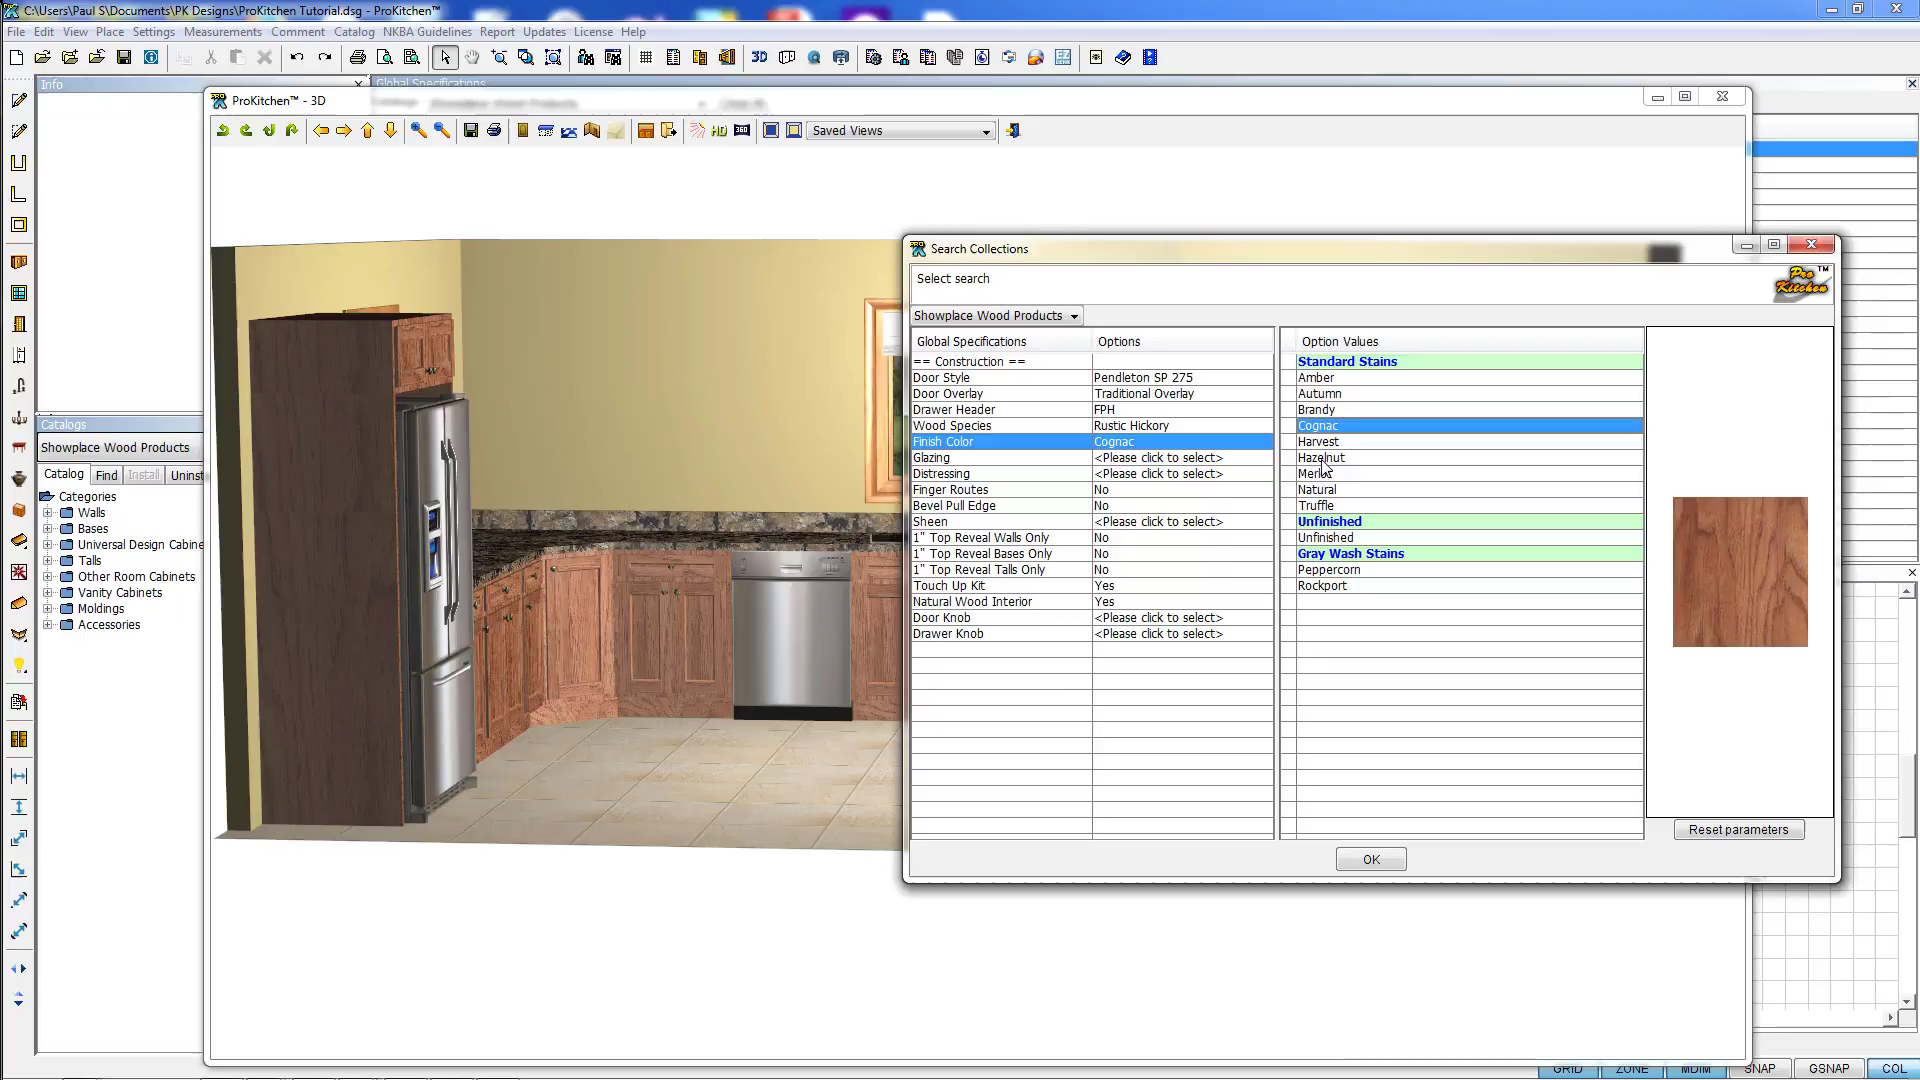 C:\Users\Paul S\Documents\PK Designs\ProKitchen Tutorial.dsg - ProKitchen™
File Edit View Place Settings Measurements Comment Catalog NKBA Guidelines Report Updates License Help
3D
Info
Global Specifications
ProKitchen™ - 3D
HD
360
Saved Views
Search Collections
Select search
Pro Kitchen™
Showplace Wood Products
Global Specifications Options Option Values
== Construction == Standard Stains
Door Style Pendleton SP 275 Amber
Door Overlay Traditional Overlay Autumn
Drawer Header FPH Brandy
Wood Species Rustic Hickory Cognac
Finish Color Cognac Harvest
Glazing <Please click to select> Hazelnut
Distressing <Please click to select>
Finger Routes No Natural
Bevel Pull Edge No Truffle
Sheen <Please click to select> Unfinished
1" Top Reveal Walls Only No Unfinished
1" Top Reveal Bases Only No Gray Wash Stains
1" Top Reveal Talls Only No Peppercorn
Touch Up Kit Yes Rockport
Natural Wood Interior Yes
Door Knob <Please click to select>
Drawer Knob <Please click to select>
Reset parameters
OK
Catalogs
Showplace Wood Products
Catalog Find Install Unins
Categories
Walls
Bases
Universal Design Cabine
Talls
Other Room Cabinets
Vanity Cabinets
Moldings
Accessories
GRID ZONE MDIM SNAP GSNAP COL